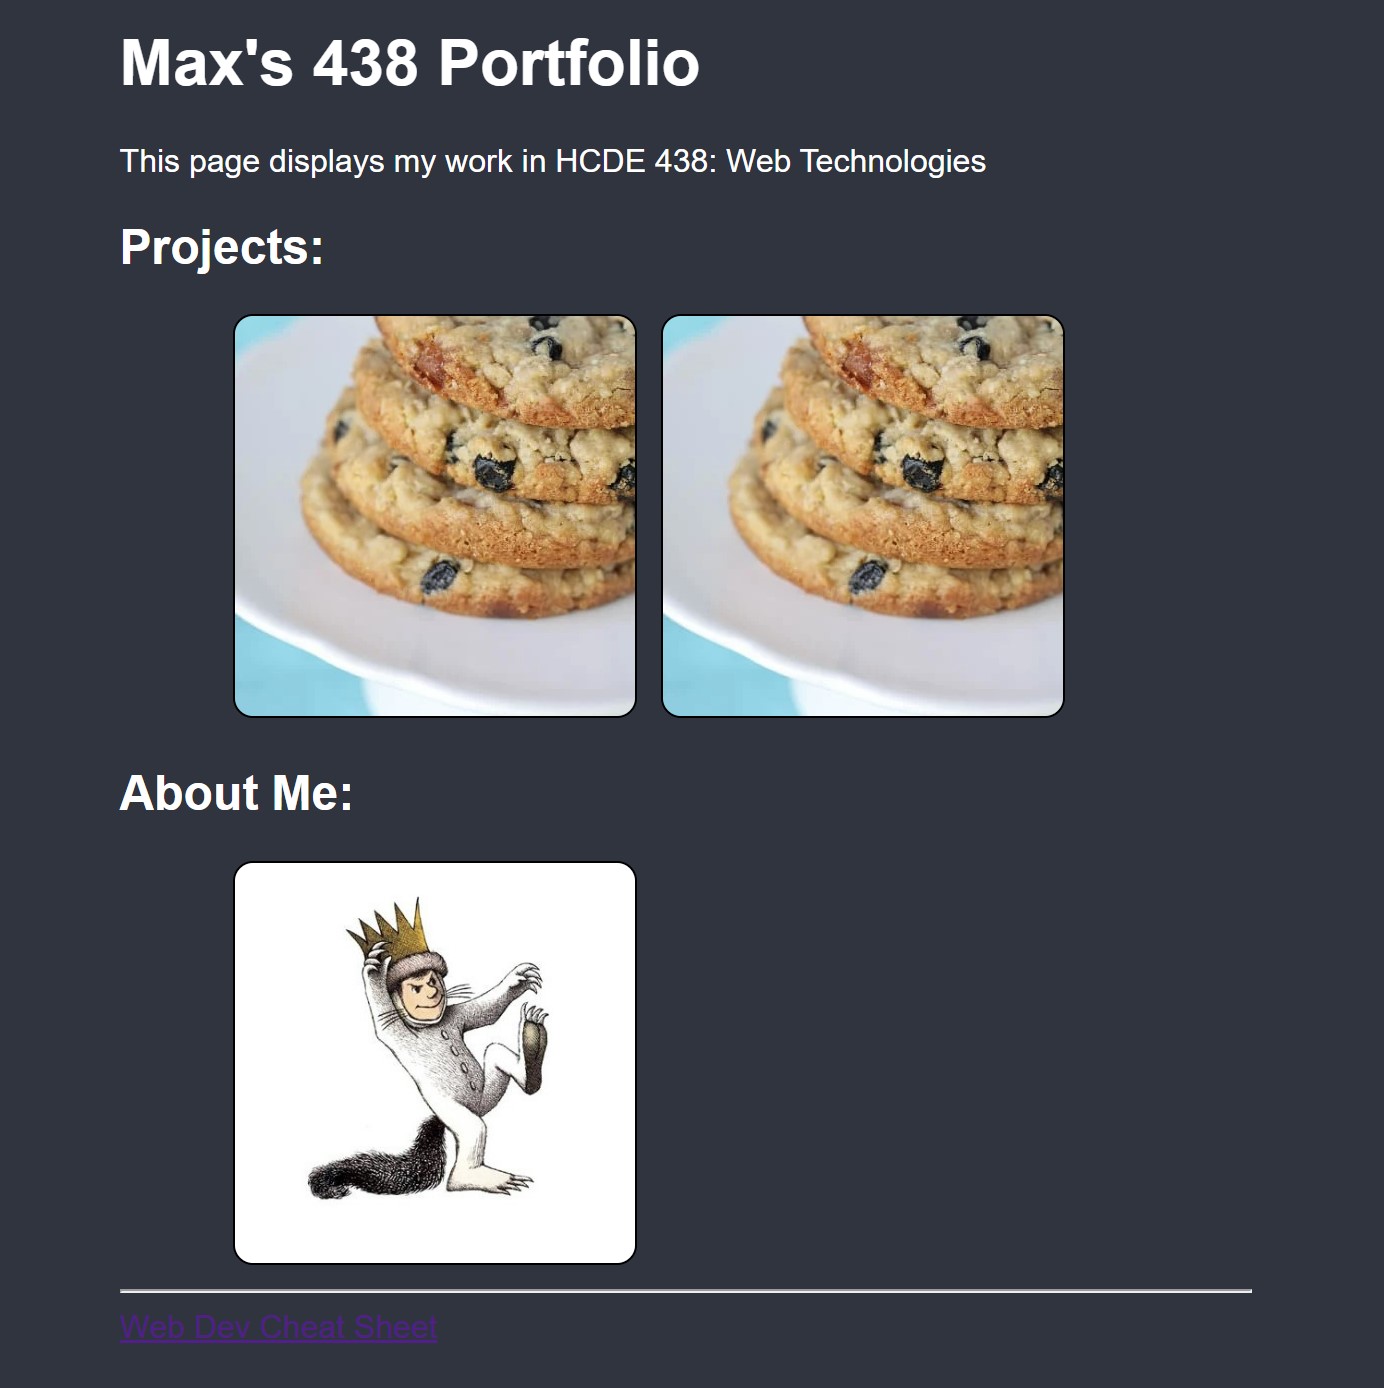 Max's 438 Portfolio
This page displays my work in HCDE 438: Web Technologies
Projects:
About Me:
Web Dev Cheat Sheet